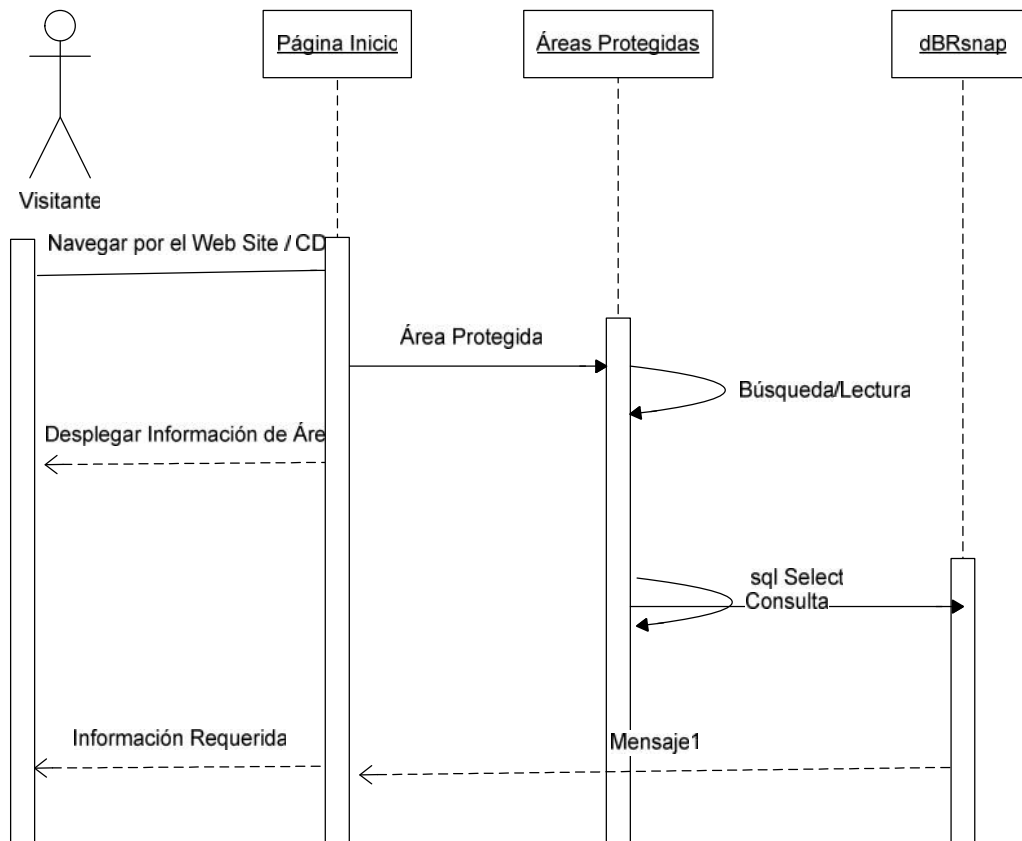 Página Inicio
Áreas Protegidas
dBRsnap
Visitante
Navegar por el Web Site / CD
Área Protegida
Búsqueda/Lectura
Desplegar Información de Áre
sql Select
Consulta
Información Requerida
Mensaje1